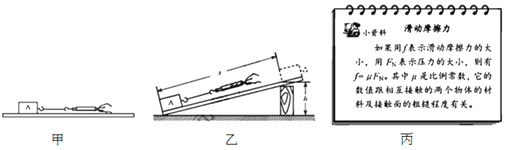 A
甲
s
A
h
乙
小资料
滑动摩擦力
如果用f表示滑动摩擦力的大
小，用FN表示压力的大小，则有
f=μFN。其中μ是比例常数，它的
数值跟相互接触的两个物体的材
料及接触面的粗糙程度有关。
丙